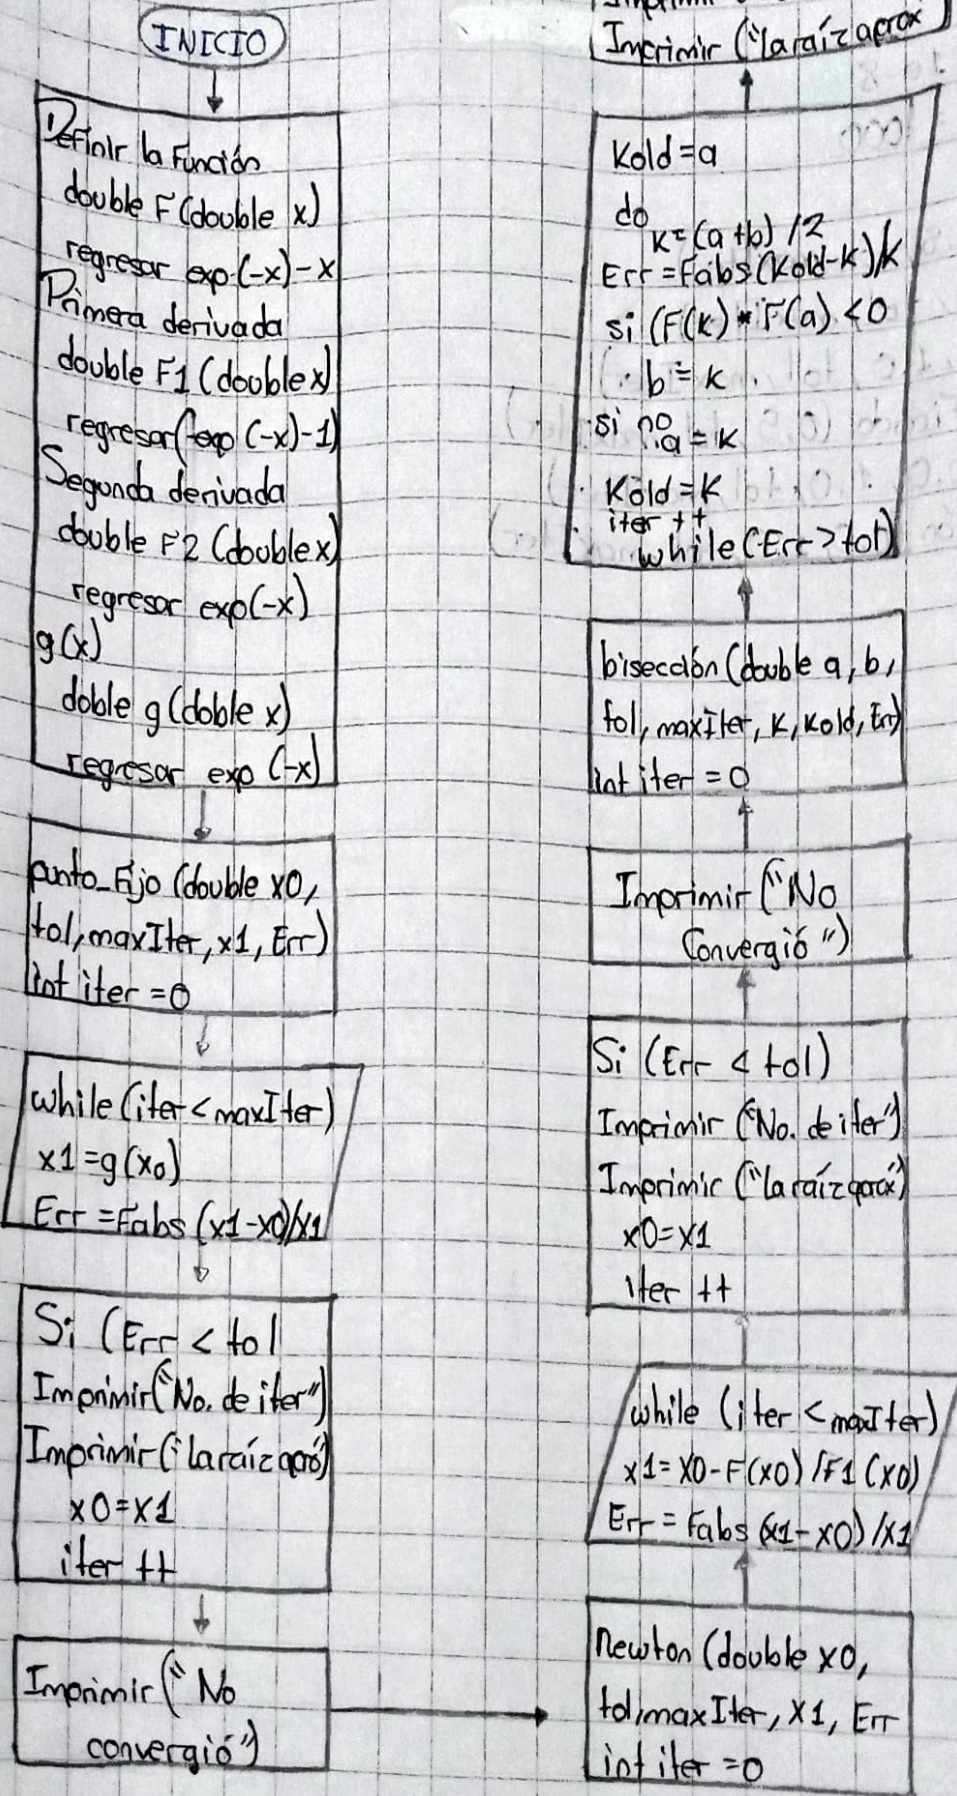 INICIO
Definir la Función
double F(double x)
regresar exp(-x)-x
Primera derivada
double F1(double x)
regresar(-exp(-x)-1)
Segunda derivada
double F2(double x)
regresar exp(-x)
g(x)
doble g(doble x)
regresar exp(-x)
punto_Fijo (double x0,
tol, maxIter, x1, Err)
int iter = 0
while (iter < maxIter)
x1 = g(x0)
Err = Fabs (x1-x0)/x1
Si (Err < tol
Imprimir("No. de iter")
Imprimir("la raíz apro")
x0 = x1
iter ++
Imprimir ("No
convergió")
newton (double x0,
tol, maxIter, x1, Err
int iter = 0
while (iter < maxIter)
x1 = x0 - F(x0) / F1 (x0)
Err = Fabs (x1-x0)/x1
Si (Err < tol)
Imprimir ("No. de iter")
Imprimir ("la raíz aprox")
x0 = x1
iter ++
Imprimir ("No
Convergió")
bisección (double a, b,
tol, maxIter, K, Kold, Err)
int iter = 0
Kold = a
do
K = (a+b) / 2
Err = Fabs (Kold-K)/K
si (F(K) * F(a) < 0
b = K
si no
a = K
Kold = K
iter ++
while (Err > tol)
Imprimir ("la raíz aprox